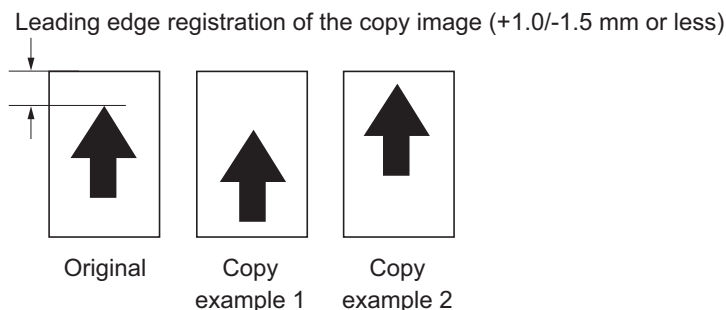 Leading edge registration of the copy image (+1.0/-1.5 mm or less)
Original
Copy
example 1
Copy
example 2